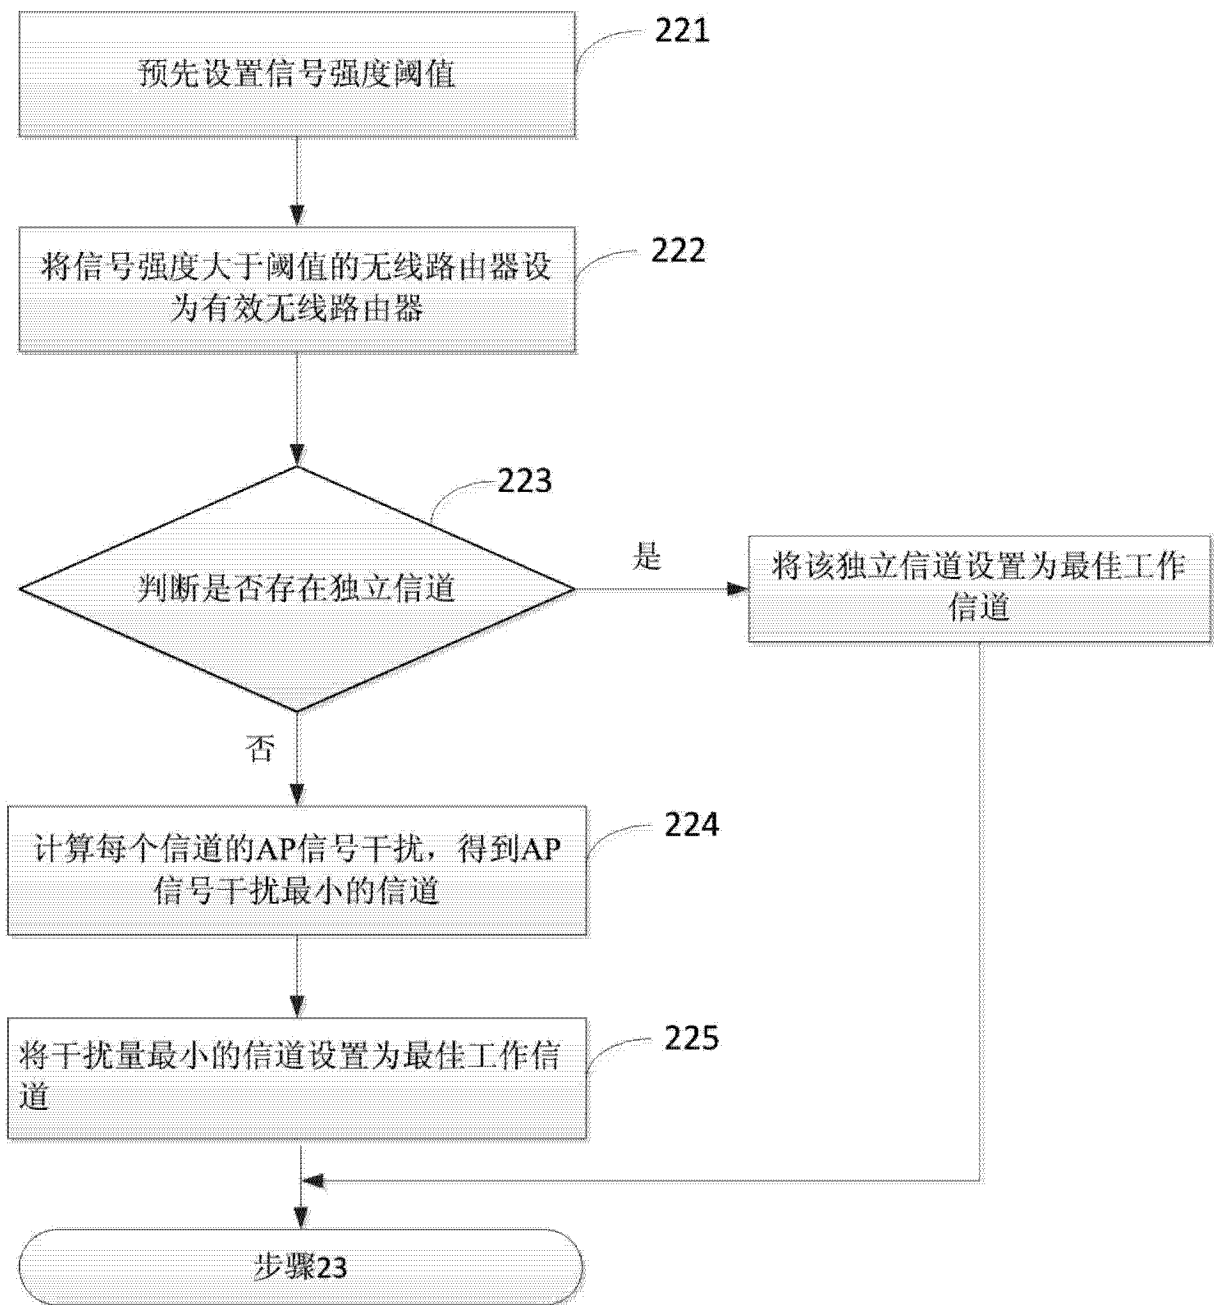 221
预先设置信号强度阈值
222
将信号强度大于阈值的无线路由器设
为有效无线路由器
223
判断是否存在独立信道
是
将该独立信道设置为最佳工作
信道
否
224
计算每个信道的AP信号干扰，得到AP
信号干扰最小的信道
225
将干扰量最小的信道设置为最佳工作信
道
步骤23